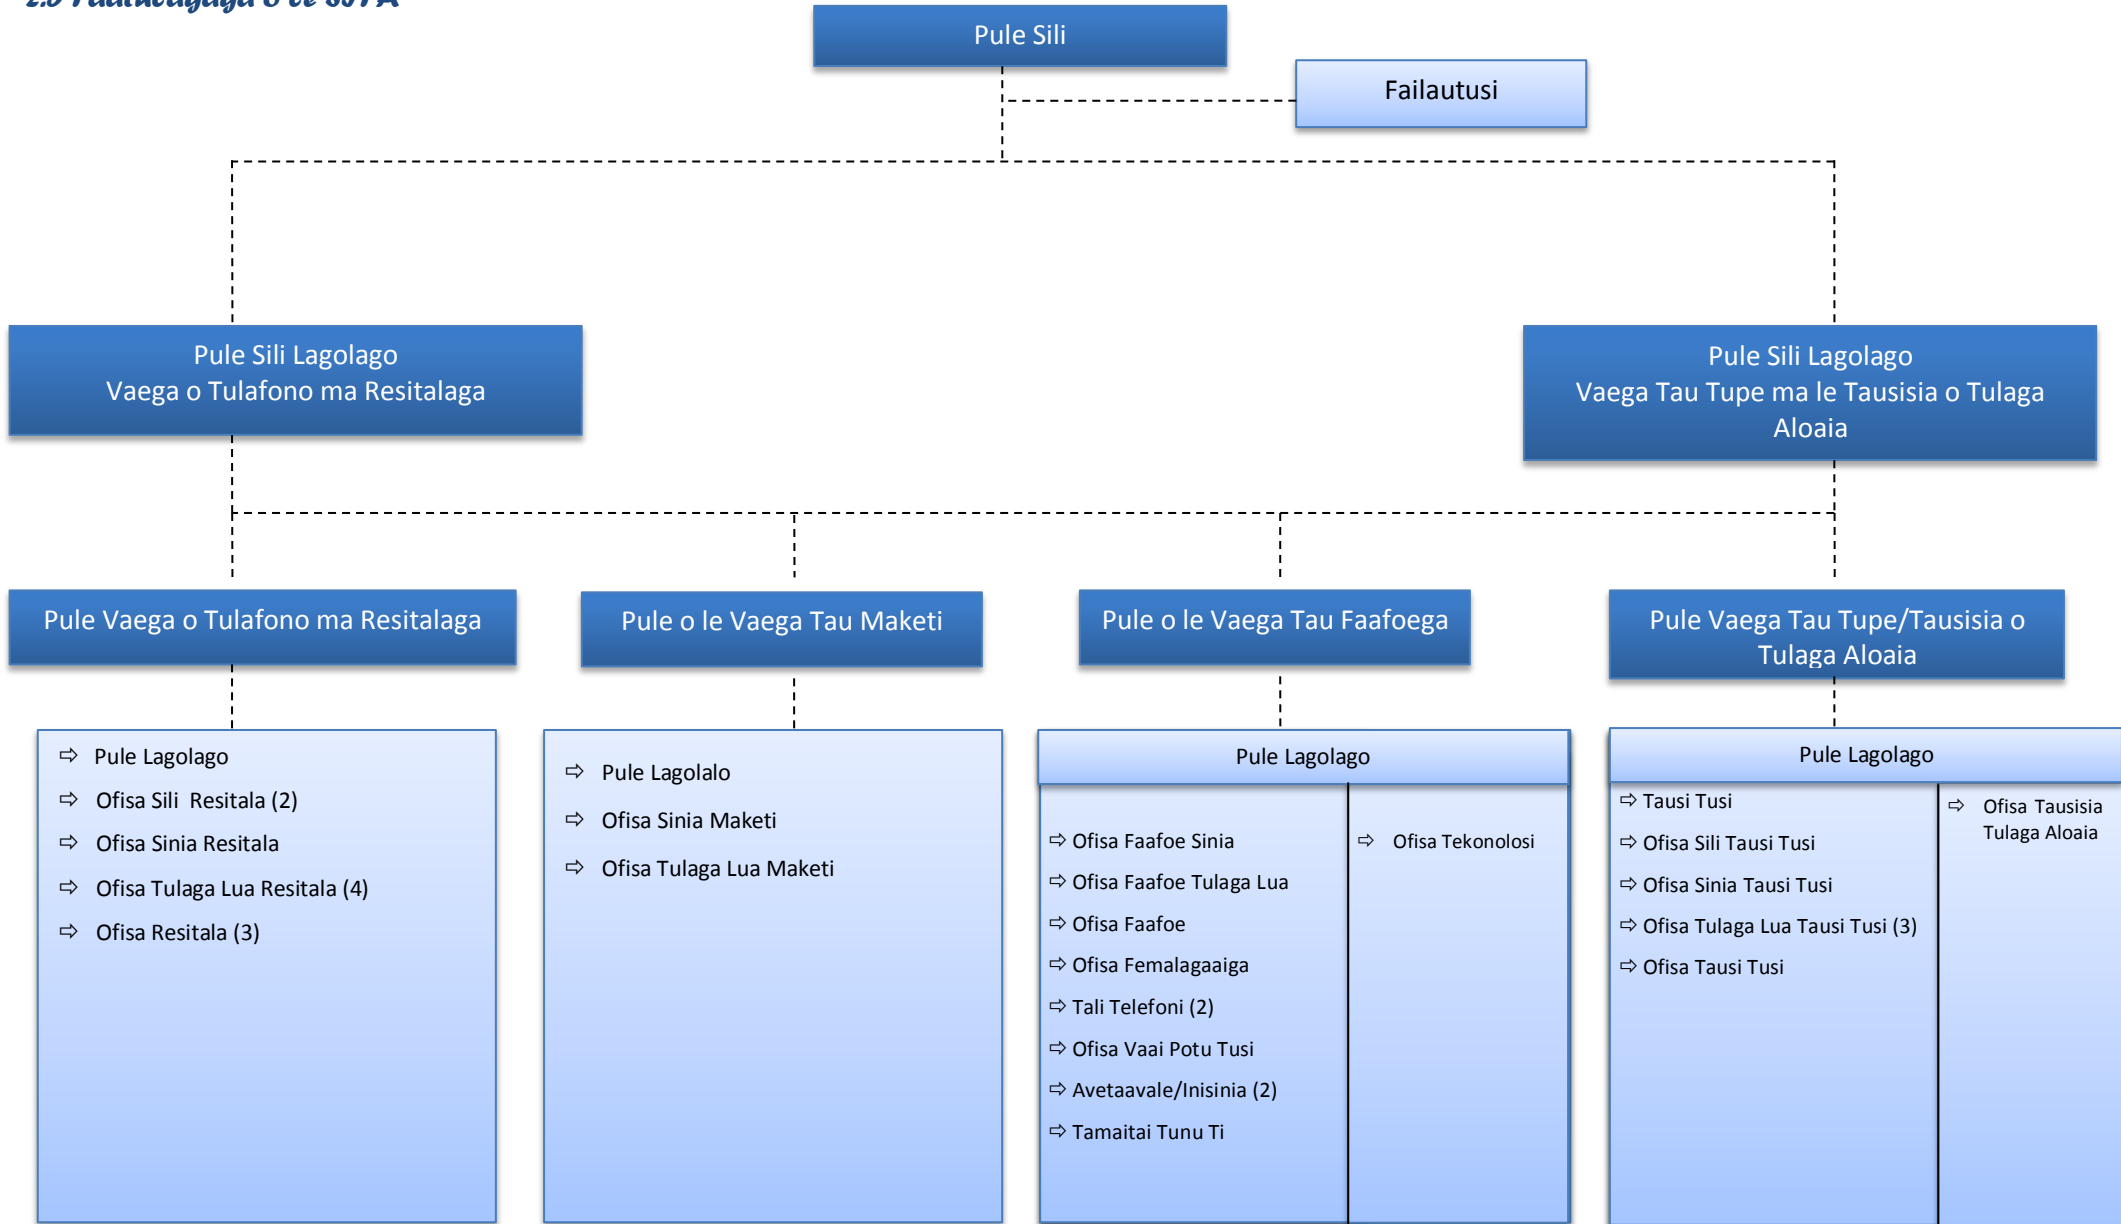 Pule Sili
Failautusi
Pule Sili Lagolago
Vaega o Tulafono ma Resitalaga
Pule Sili Lagolago
Vaega Tau Tupe ma le Tausisia o Tulaga
Aloaia
Pule Vaega o Tulafono ma Resitalaga
Pule o le Vaega Tau Maketi
Pule o le Vaega Tau Faafoega
Pule Vaega Tau Tupe/Tausisia o
Tulaga Aloaia
⇨ Pule Lagolago
⇨ Ofisa Sili Resitala (2)
⇨ Ofisa Sinia Resitala
⇨ Ofisa Tulaga Lua Resitala (4)
⇨ Ofisa Resitala (3)
⇨ Pule Lagolalo
⇨ Ofisa Sinia Maketi
⇨ Ofisa Tulaga Lua Maketi
Pule Lagolago
⇨ Ofisa Faafoe Sinia
⇨ Ofisa Faafoe Tulaga Lua
⇨ Ofisa Faafoe
⇨ Ofisa Femalagaaiga
⇨ Tali Telefoni (2)
⇨ Ofisa Vaai Potu Tusi
⇨ Avetaavale/Inisinia (2)
⇨ Tamaitai Tunu Ti
⇨ Ofisa Tekonolosi
Pule Lagolago
⇨ Tausi Tusi
⇨ Ofisa Sili Tausi Tusi
⇨ Ofisa Sinia Tausi Tusi
⇨ Ofisa Tulaga Lua Tausi Tusi (3)
⇨ Ofisa Tausi Tusi
⇨ Ofisa Tausisia
Tulaga Aloaia